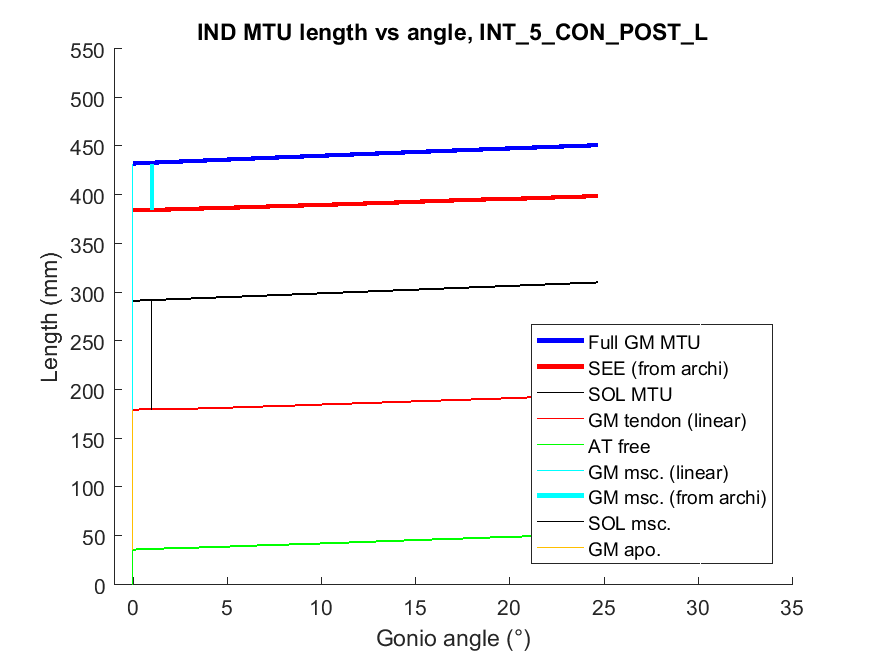 IND MTU length vs angle, INT_5_CON_POST_L
550
500
450
400
350
300
250
200
150
100
50
0
Length (mm)
Full GM MTU
SEE (from archi)
SOL MTU
GM tendon (linear)
AT free
GM msc. (linear)
GM msc. (from archi)
SOL msc.
GM apo.
0 5 10 15 20 25 30 35
Gonio angle (°)